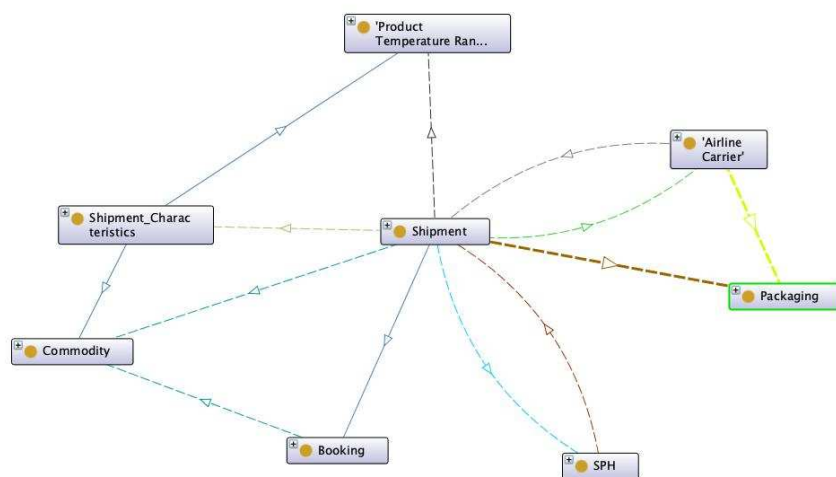 'Product
Temperature Ran...
'Airline
Carrier'
Shipment_Charac
teristics
Shipment
Packaging
Commodity
Booking
SPH